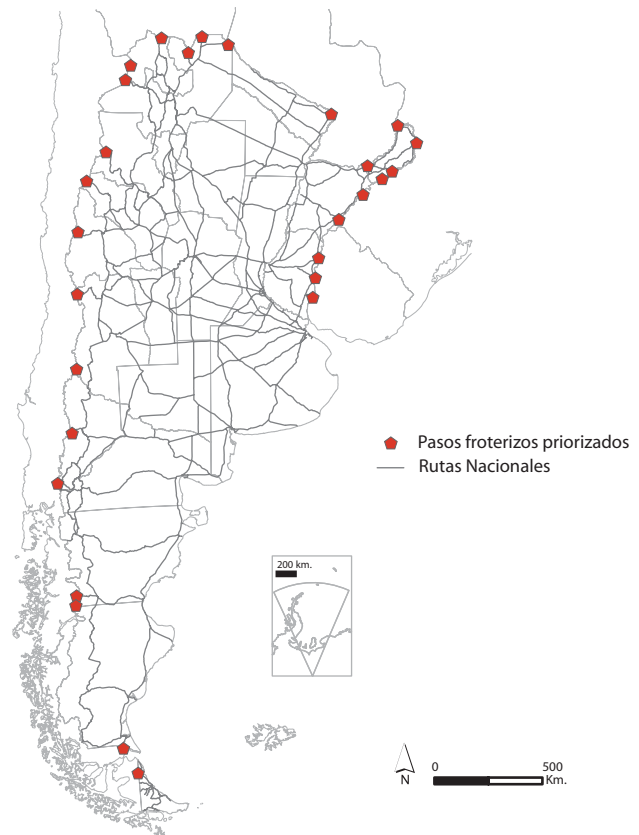 Pasos froterizos priorizados
Rutas Nacionales
200 km.
N
0 500
Km.